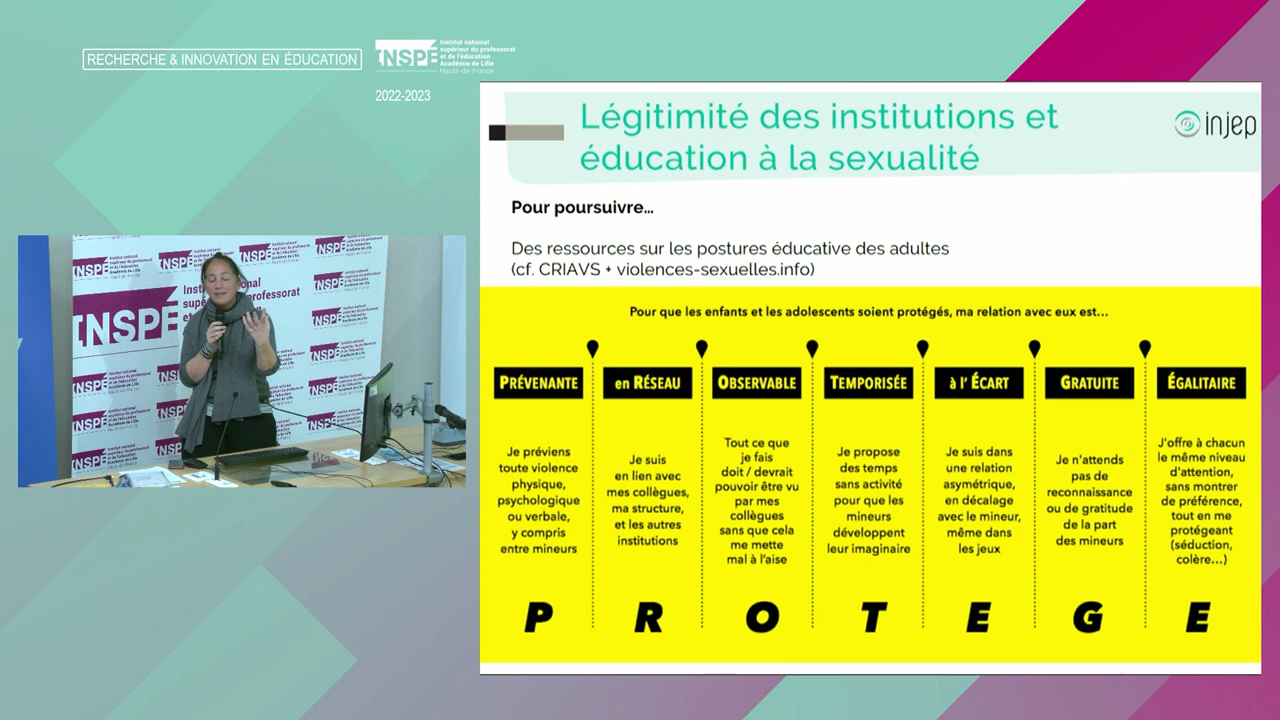 RECHERCHE & INNOVATION EN ÉDUCATION
INSPÉ
Institut national
supérieur du professorat
et de l'éducation
Académie de Lille
Hauts-de-France
2022-2023
Légitimité des institutions et
éducation à la sexualité
injep
Pour poursuivre...
Des ressources sur les postures éducative des adultes
(cf. CRIAVS + violences-sexuelles.info)
Pour que les enfants et les adolescents soient protégés, ma relation avec eux est...
PRÉVENANTE
Je préviens
toute violence
physique,
psychologique
ou verbale,
y compris
entre mineurs
P
en RÉSEAU
Je suis
en lien avec
mes collègues,
ma structure,
et les autres
institutions
R
OBSERVABLE
Tout ce que
je fais
doit / devrait
pouvoir être vu
par mes
collègues
sans que cela
me mette
mal à l'aise
O
TEMPORISÉE
Je propose
des temps
sans activité
pour que les
mineurs
développent
leur imaginaire
T
à l' ÉCART
Je suis dans
une relation
asymétrique,
en décalage
avec le mineur,
même dans
les jeux
E
GRATUITE
Je n'attends
pas de
reconnaissance
ou de gratitude
de la part
des mineurs
G
ÉGALITAIRE
J'offre à chacun
le même niveau
d'attention,
sans montrer
de préférence,
tout en me
protégeant
(séduction,
colère...)
E
INSPÉ